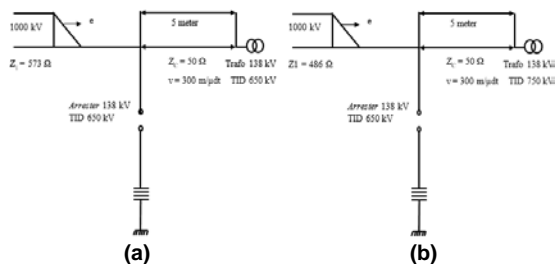 1000 kV
e
5 meter
Z₁ = 573 Ω
Z_C = 50 Ω
Trafo 138 kV
v = 300 m/μdt
TID 650 kV
Arrester 138 kV
TID 650 kV
(a)
1000 kV
e
5 meter
Z1 = 486 Ω
Z_C = 50 Ω
Trafo 138 kV
v = 300 m/μdt
TID 750 kV
Arrester 138 kV
TID 650 kV
(b)